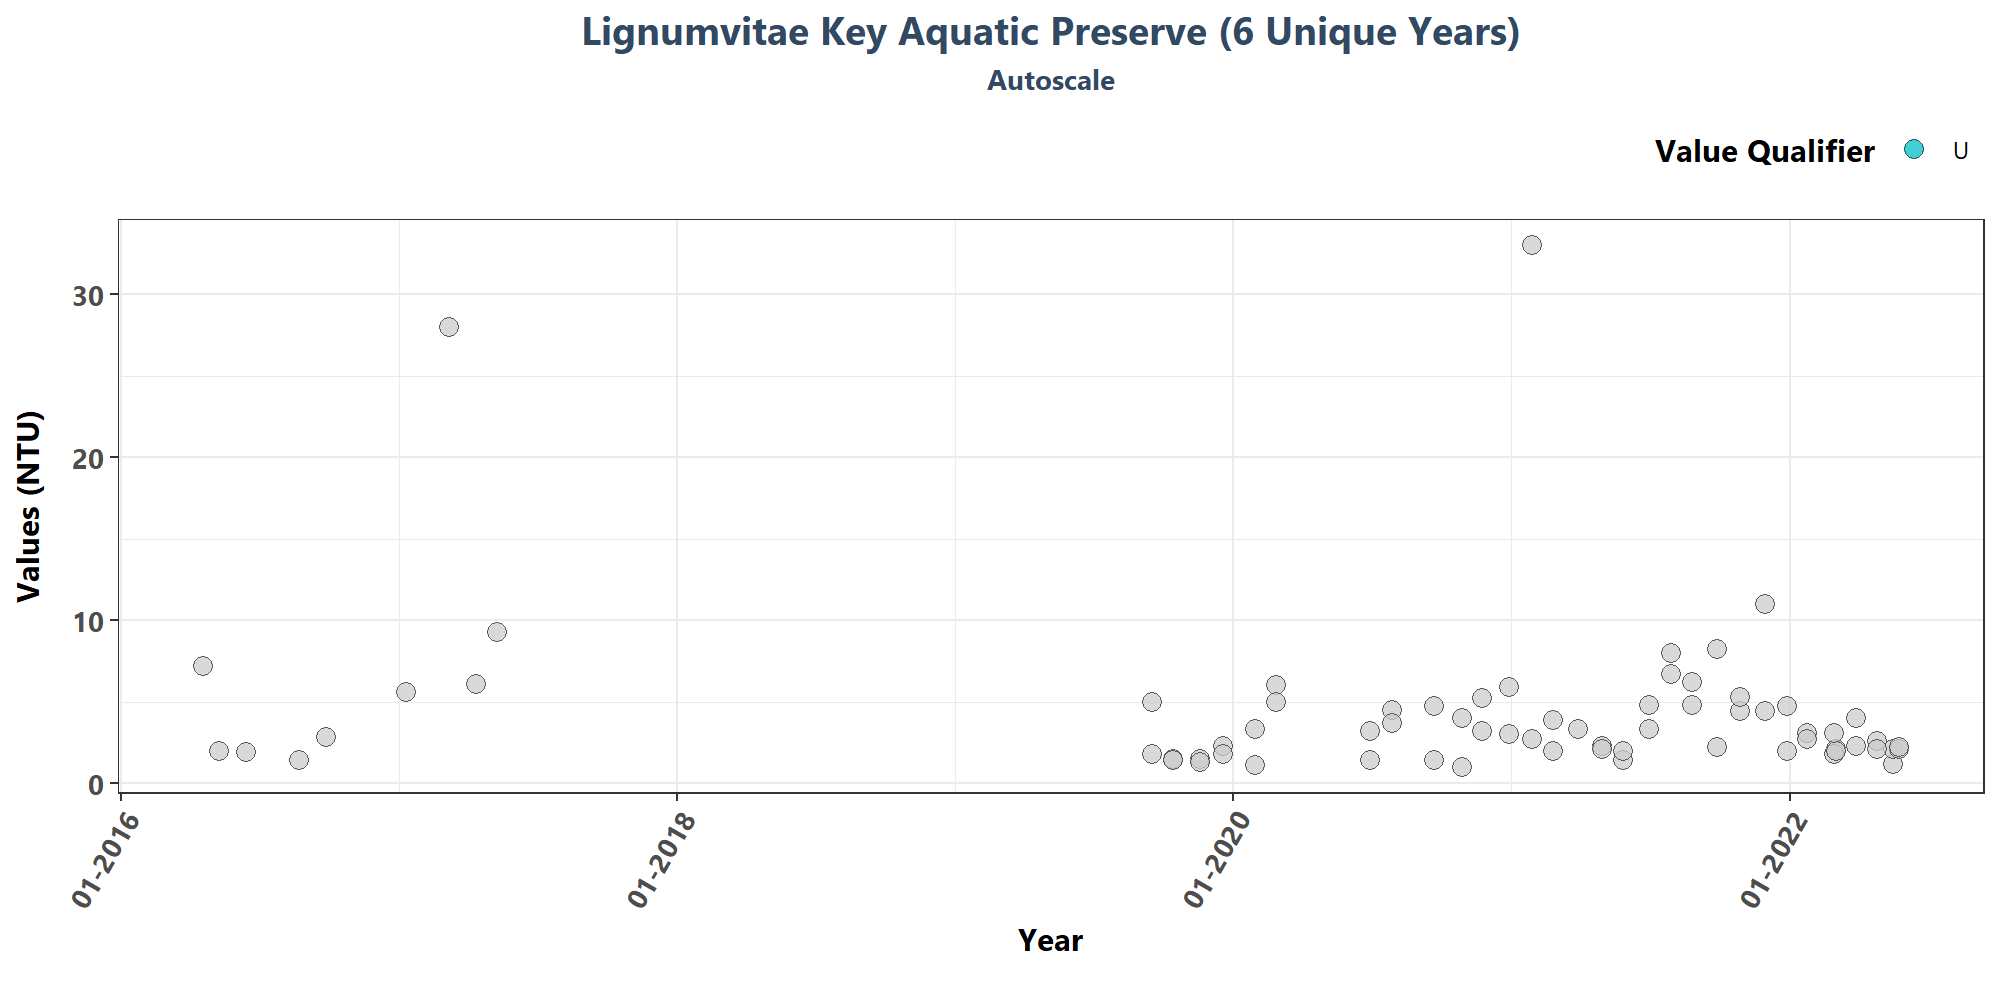 Lignumvitae Key Aquatic Preserve (6 Unique Years)
Autoscale
Value Qualifier U
Values (NTU)
30
20
10
0
01-2016 01-2018 01-2020 01-2022
Year